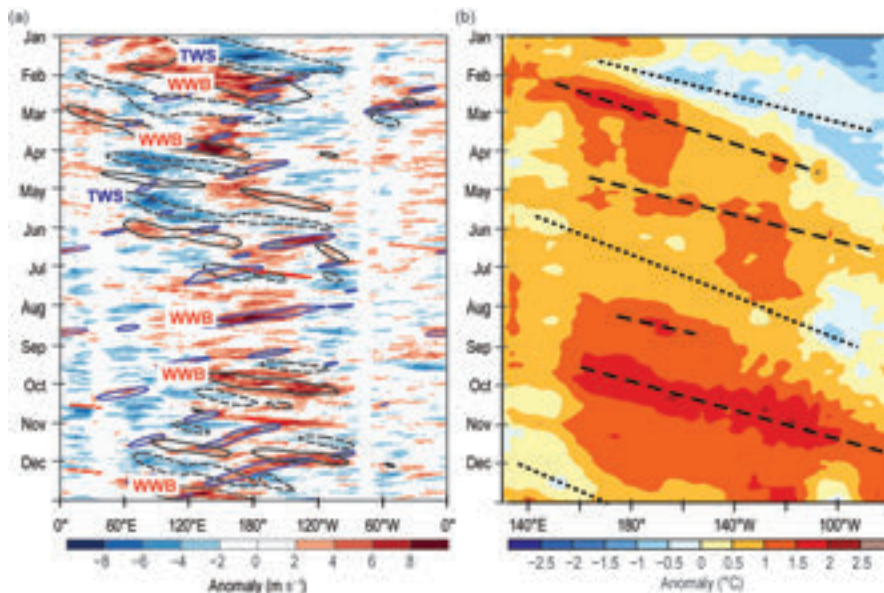 (a)
(b)
Jan
Feb
Mar
Apr
May
Jun
Jul
Aug
Sep
Oct
Nov
Dec
TWS
WWB
WWB
TWS
WWB
WWB
WWB
0° 60°E 120°E 180° 120°W 60°W 0°
−8 −6 −4 −2 0 2 4 6 8
Anomaly (m s⁻¹)
Jan
Feb
Mar
Apr
May
Jun
Jul
Aug
Sep
Oct
Nov
Dec
140°E 180° 140°W 100°W
−2.5 −2 −1.5 −1 −0.5 0 0.5 1 1.5 2 2.5
Anomaly (°C)